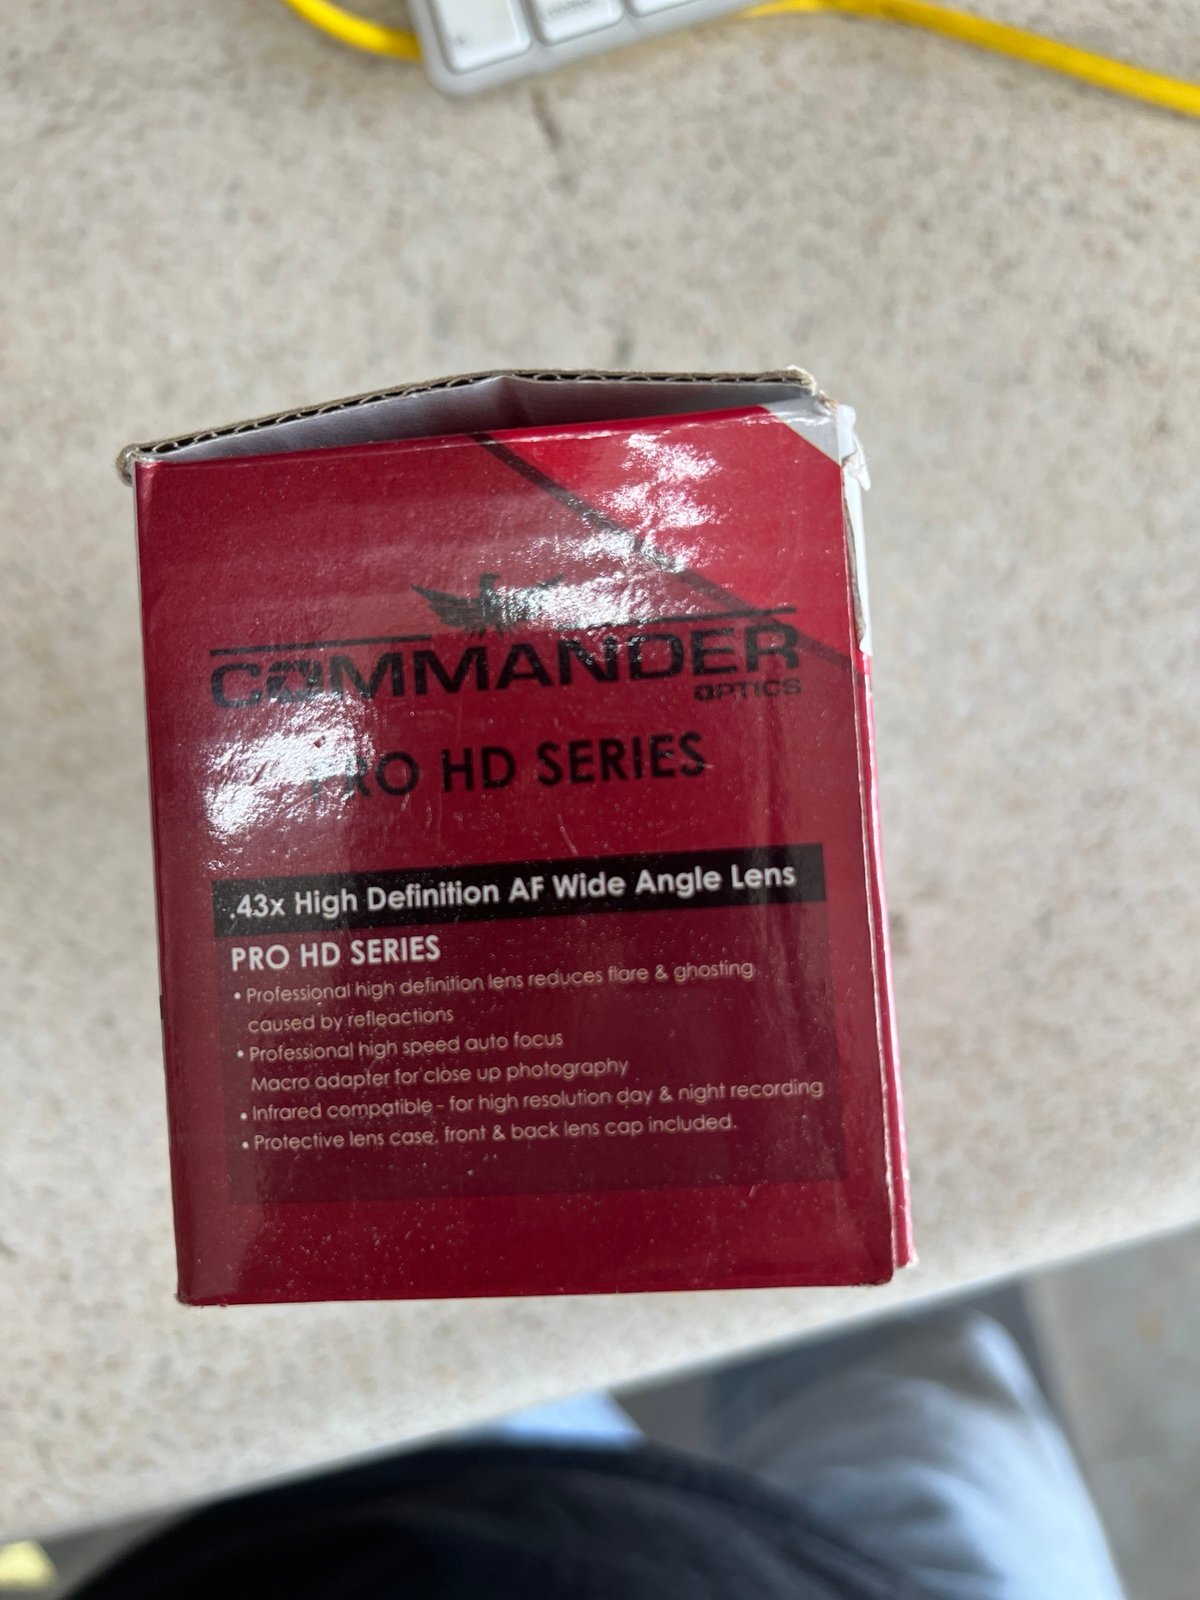 COMMANDER
OPTICS
PRO HD SERIES
.43x High Definition AF Wide Angle Lens
PRO HD SERIES
• Professional high definition lens reduces flare & ghosting
caused by refleactions
• Professional high speed auto focus
Macro adapter for close up photography
• Infrared compatible - for high resolution day & night recording
• Protective lens case, front & back lens cap included.